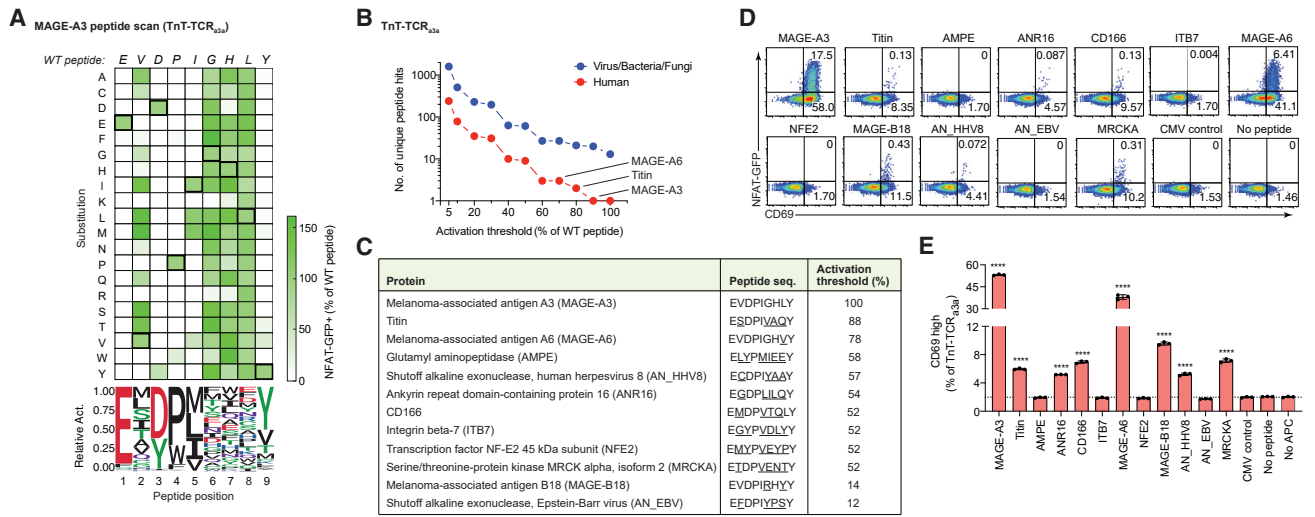 A MAGE-A3 peptide scan (TnT-TCRa3a)
WT peptide: E V D P I G H L Y
A
C
D
E
F
G
H
I
K
L
M
N
P
Q
R
S
T
V
W
Y
Substitution
150
100
50
0
NFAT-GFP+ (% of WT peptide)
1.00
0.75
0.50
0.25
0.00
Relative Act.
1 2 3 4 5 6 7 8 9
Peptide position
B TnT-TCRa3a
Virus/Bacteria/Fungi
Human
1000
100
10
1
No. of unique peptide hits
MAGE-A6
Titin
MAGE-A3
5 20 40 60 80 100
Activation threshold (% of WT peptide)
C
Protein Peptide seq. Activation threshold (%)
Melanoma-associated antigen A3 (MAGE-A3) EVDPIGHLY 100
Titin ESDPIVAQY 88
Melanoma-associated antigen A6 (MAGE-A6) EVDPIGHVY 78
Glutamyl aminopeptidase (AMPE) ELYPMIEEY 58
Shutoff alkaline exonuclease, human herpesvirus 8 (AN_HHV8) ECDPIYAAY 57
Ankyrin repeat domain-containing protein 16 (ANR16) EGDPLILQY 54
CD166 EMDPVTQLY 52
Integrin beta-7 (ITB7) EGYPVDLYY 52
Transcription factor NF-E2 45 kDa subunit (NFE2) EMYPVEYPY 52
Serine/threonine-protein kinase MRCK alpha, isoform 2 (MRCKA) ETDPVENTY 52
Melanoma-associated antigen B18 (MAGE-B18) EVDPIRHYY 14
Shutoff alkaline exonuclease, Epstein-Barr virus (AN_EBV) EFDPIYPSY 12
D
MAGE-A3 Titin AMPE ANR16 CD166 ITB7 MAGE-A6
17.5 0.13 0 0.087 0.13 0.004 6.41
58.0 8.35 1.70 4.57 9.57 1.70 41.1
NFE2 MAGE-B18 AN_HHV8 AN_EBV MRCKA CMV control No peptide
0 0.43 0.072 0 0.31 0 0
1.70 11.5 4.41 1.54 10.2 1.53 1.46
NFAT-GFP
CD69
E
60
45
30
12
8
4
0
CD69 high
(% of TnT-TCRa3a)
**** **** **** **** **** **** **** ****
MAGE-A3
Titin
AMPE
ANR16
CD166
ITB7
MAGE-A6
NFE2
MAGE-B18
AN_HHV8
AN_EBV
MRCKA
CMV control
No peptide
No APC